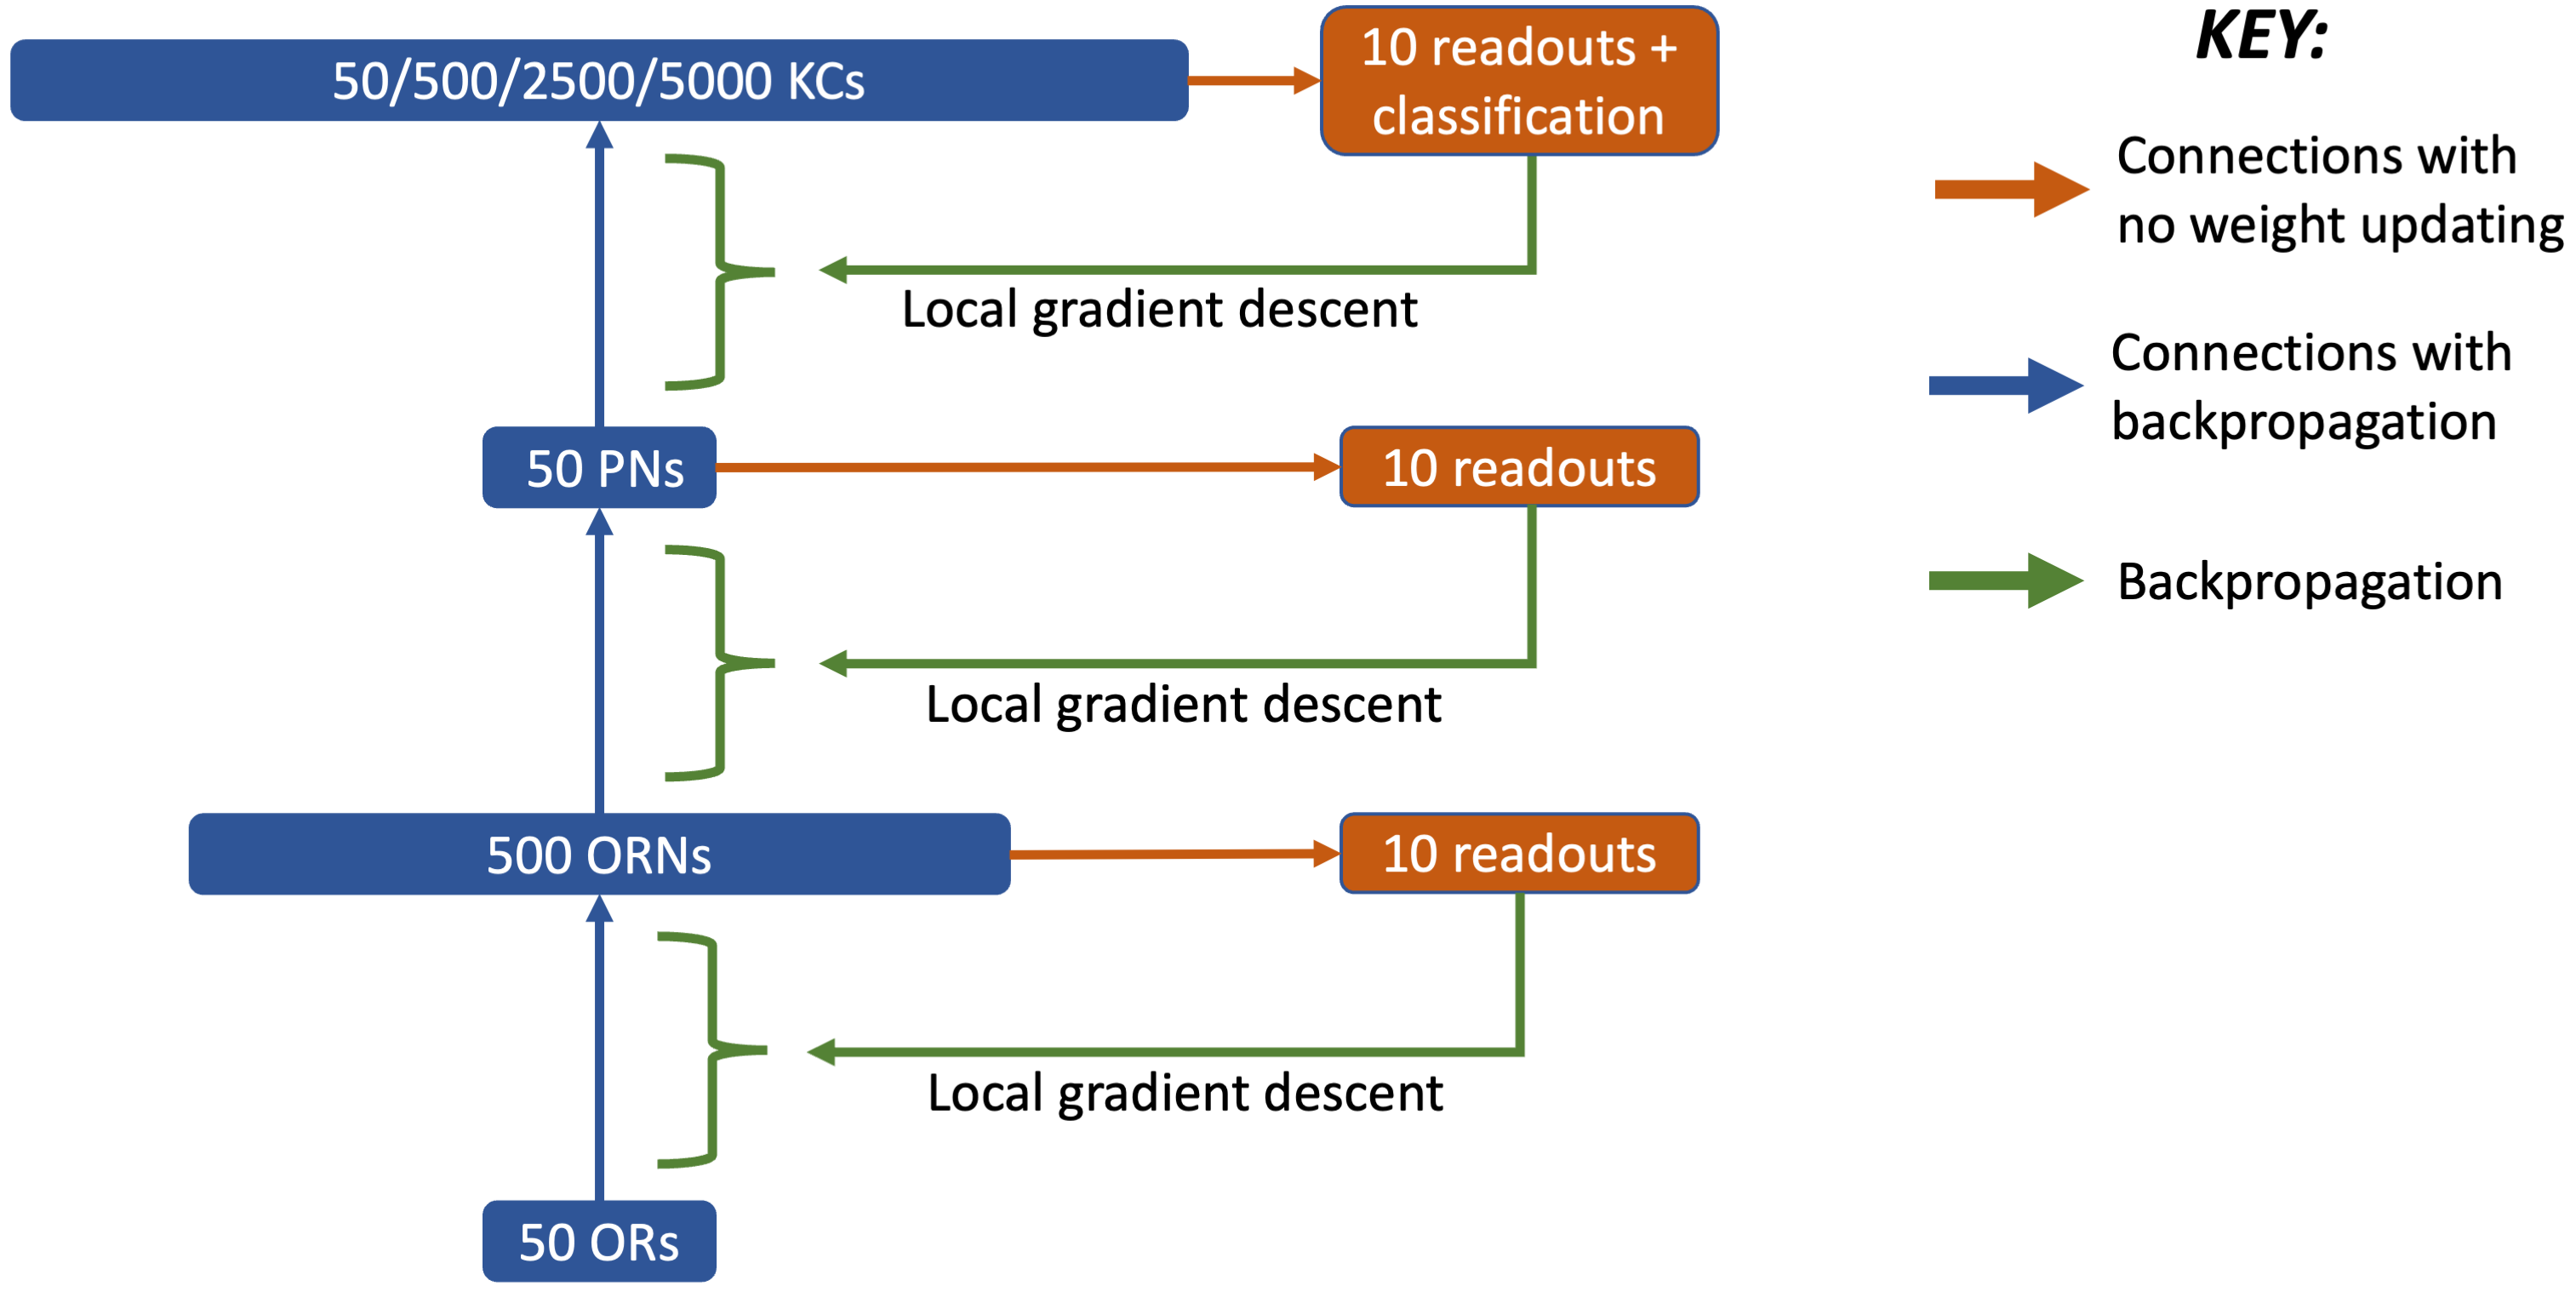 50/500/2500/5000 KCs
10 readouts +
classification
Local gradient descent
50 PNs
10 readouts
Local gradient descent
500 ORNs
10 readouts
Local gradient descent
50 ORs
KEY:
Connections with
no weight updating
Connections with
backpropagation
Backpropagation